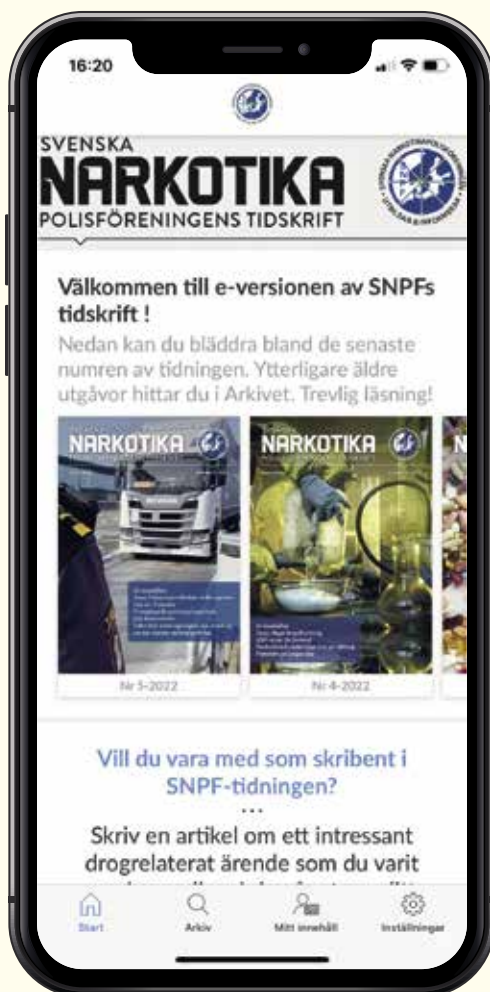 16:20
SVENSKA
NARKOTIKA
POLISFÖRENINGENS TIDSKRIFT
Välkommen till e-versionen av SNPFs
tidskrift !
Nedan kan du bläddra bland de senaste
numren av tidningen. Ytterligare äldre
utgåvor hittar du i Arkivet. Trevlig läsning!
NARKOTIKA
NARKOTIKA
N
Nr 5-2022
Nr 4-2022
Vill du vara med som skribent i
SNPF-tidningen?
...
Skriv en artikel om ett intressant
drogrelaterat ärende som du varit
Start
Arkiv
Mitt innehåll
Inställningar